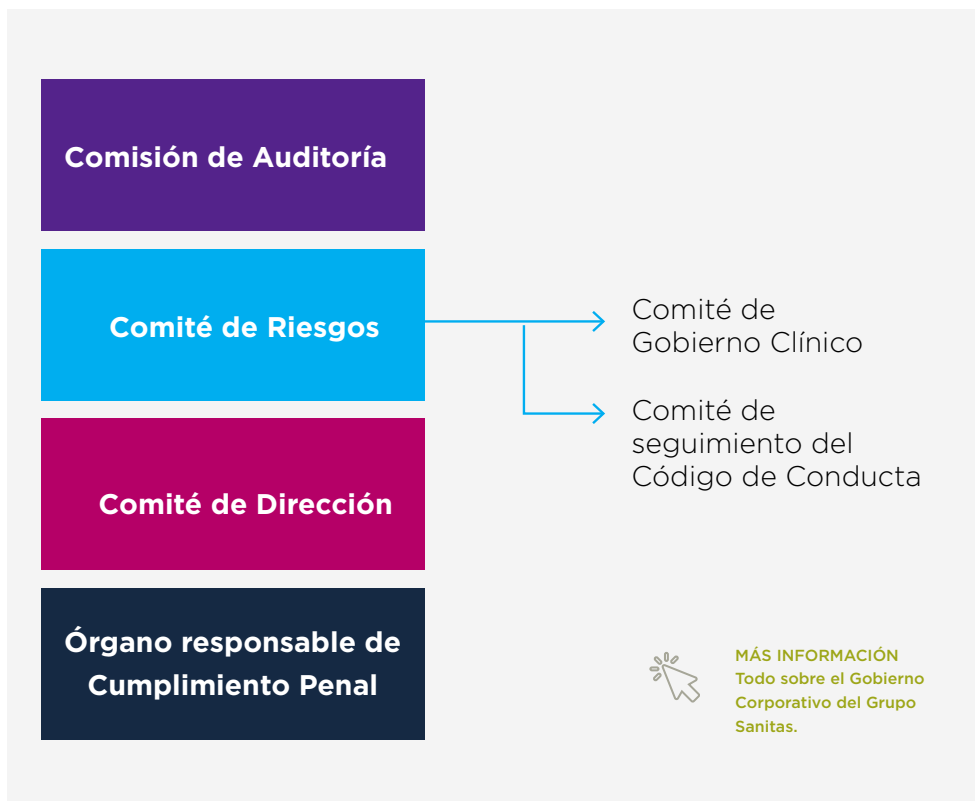 Comisión de Auditoría
Comité de Riesgos
Comité de
Gobierno Clínico
Comité de
seguimiento del
Código de Conducta
Comité de Dirección
Órgano responsable de
Cumplimiento Penal
MÁS INFORMACIÓN
Todo sobre el Gobierno
Corporativo del Grupo
Sanitas.